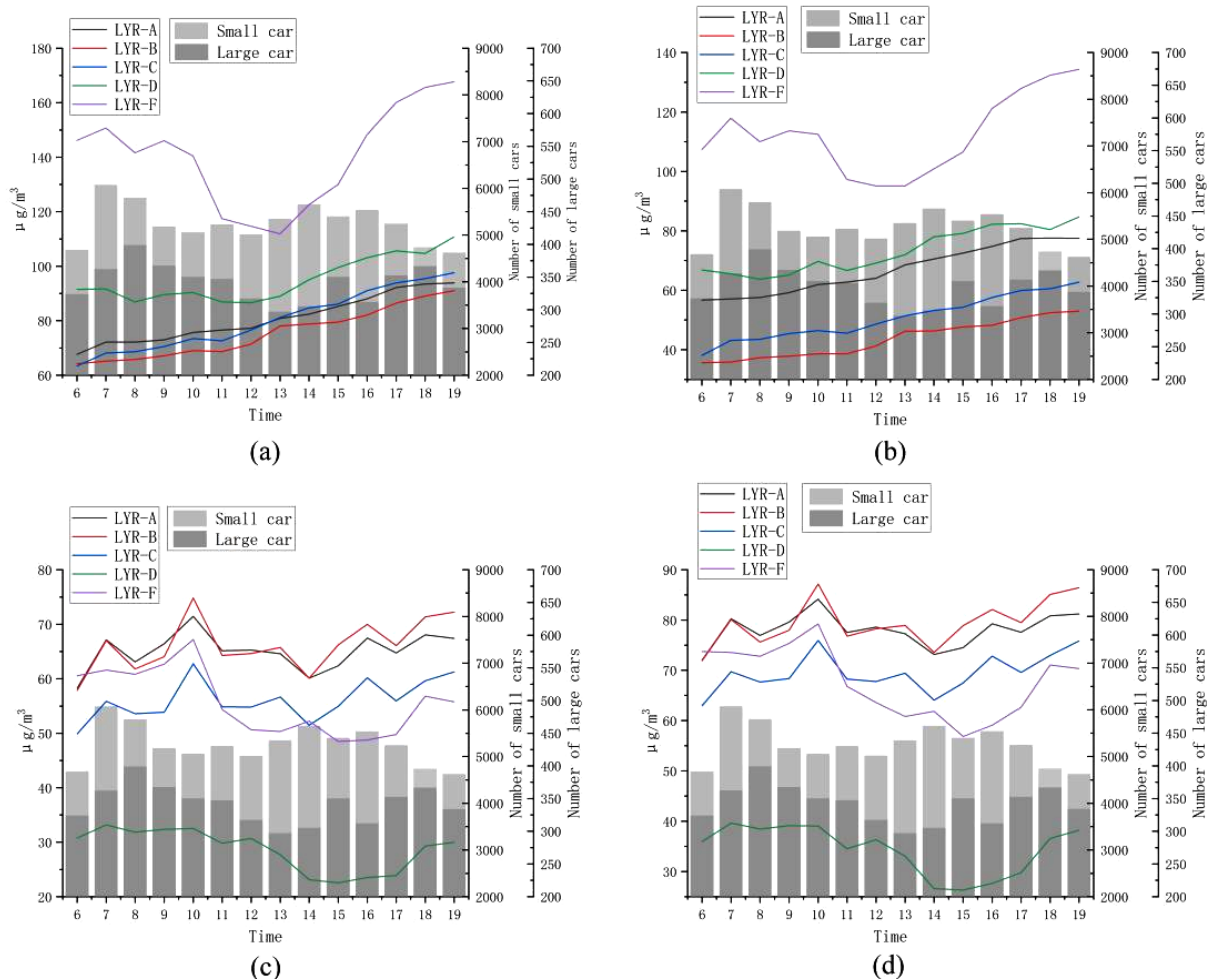 (a)
LYR-A
LYR-B
LYR-C
LYR-D
LYR-F
Small car
Large car
180
160
140
120
100
80
60
μg/m³
6 7 8 9 10 11 12 13 14 15 16 17 18 19
Time
9000
8000
7000
6000
5000
4000
3000
2000
Number of small cars
700
650
600
550
500
450
400
350
300
250
200
Number of large cars
(a)
LYR-A
LYR-B
LYR-C
LYR-D
LYR-F
Small car
Large car
140
120
100
80
60
40
μg/m³
6 7 8 9 10 11 12 13 14 15 16 17 18 19
Time
9000
8000
7000
6000
5000
4000
3000
2000
Number of small cars
700
650
600
550
500
450
400
350
300
250
200
Number of large cars
(b)
LYR-A
LYR-B
LYR-C
LYR-D
LYR-F
Small car
Large car
80
70
60
50
40
30
20
μg/m³
6 7 8 9 10 11 12 13 14 15 16 17 18 19
Time
9000
8000
7000
6000
5000
4000
3000
2000
Number of small cars
700
650
600
550
500
450
400
350
300
250
200
Number of large cars
(c)
LYR-A
LYR-B
LYR-C
LYR-D
LYR-F
Small car
Large car
90
80
70
60
50
40
30
μg/m³
6 7 8 9 10 11 12 13 14 15 16 17 18 19
Time
9000
8000
7000
6000
5000
4000
3000
2000
Number of small cars
700
650
600
550
500
450
400
350
300
250
200
Number of large cars
(d)